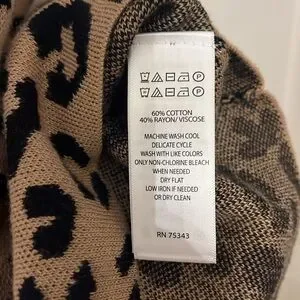 60% COTTON
40% RAYON/ VISCOSE
MACHINE WASH COOL
DELICATE CYCLE
WASH WITH LIKE COLORS
ONLY NON-CHLORINE BLEACH
WHEN NEEDED
DRY FLAT
LOW IRON IF NEEDED
OR DRY CLEAN
RN 75343